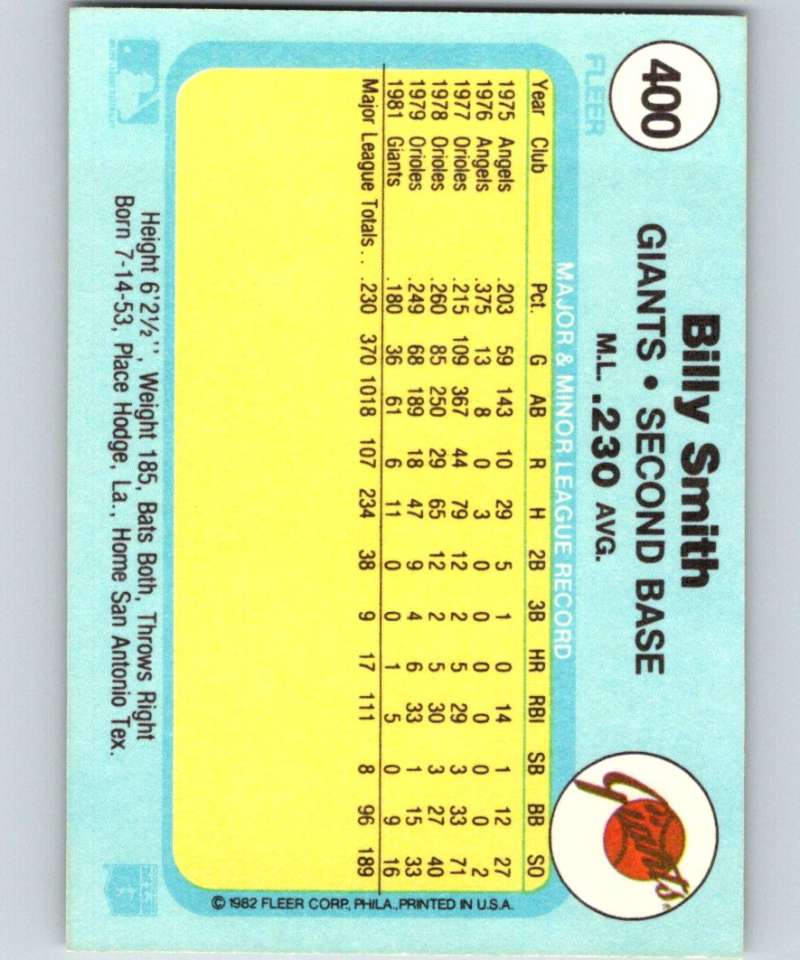 400
FLEER
Billy Smith
GIANTS • SECOND BASE
M.L. .230 AVG.
Giants
MAJOR & MINOR LEAGUE RECORD
Year Club Pct. G AB R H 2B 3B HR RBI SB BB SO
1975 Angels .203 59 143 10 29 5 1 0 14 1 12 27
1976 Angels .375 13 8 0 3 0 0 0 0 0 0 2
1977 Orioles .215 109 367 44 79 12 2 5 29 3 33 71
1978 Orioles .260 85 250 29 65 12 2 5 30 3 27 40
1979 Orioles .249 68 189 18 47 9 4 6 33 1 15 33
1981 Giants .180 36 61 6 11 0 0 1 5 0 9 16
Major League Totals . . .230 370 1018 107 234 38 9 17 111 8 96 189
© 1982 FLEER CORP., PHILA., PRINTED IN U.S.A.
Height 6'2½'', Weight 185, Bats Both, Throws Right
Born 7-14-53, Place Hodge, La., Home San Antonio Tex.